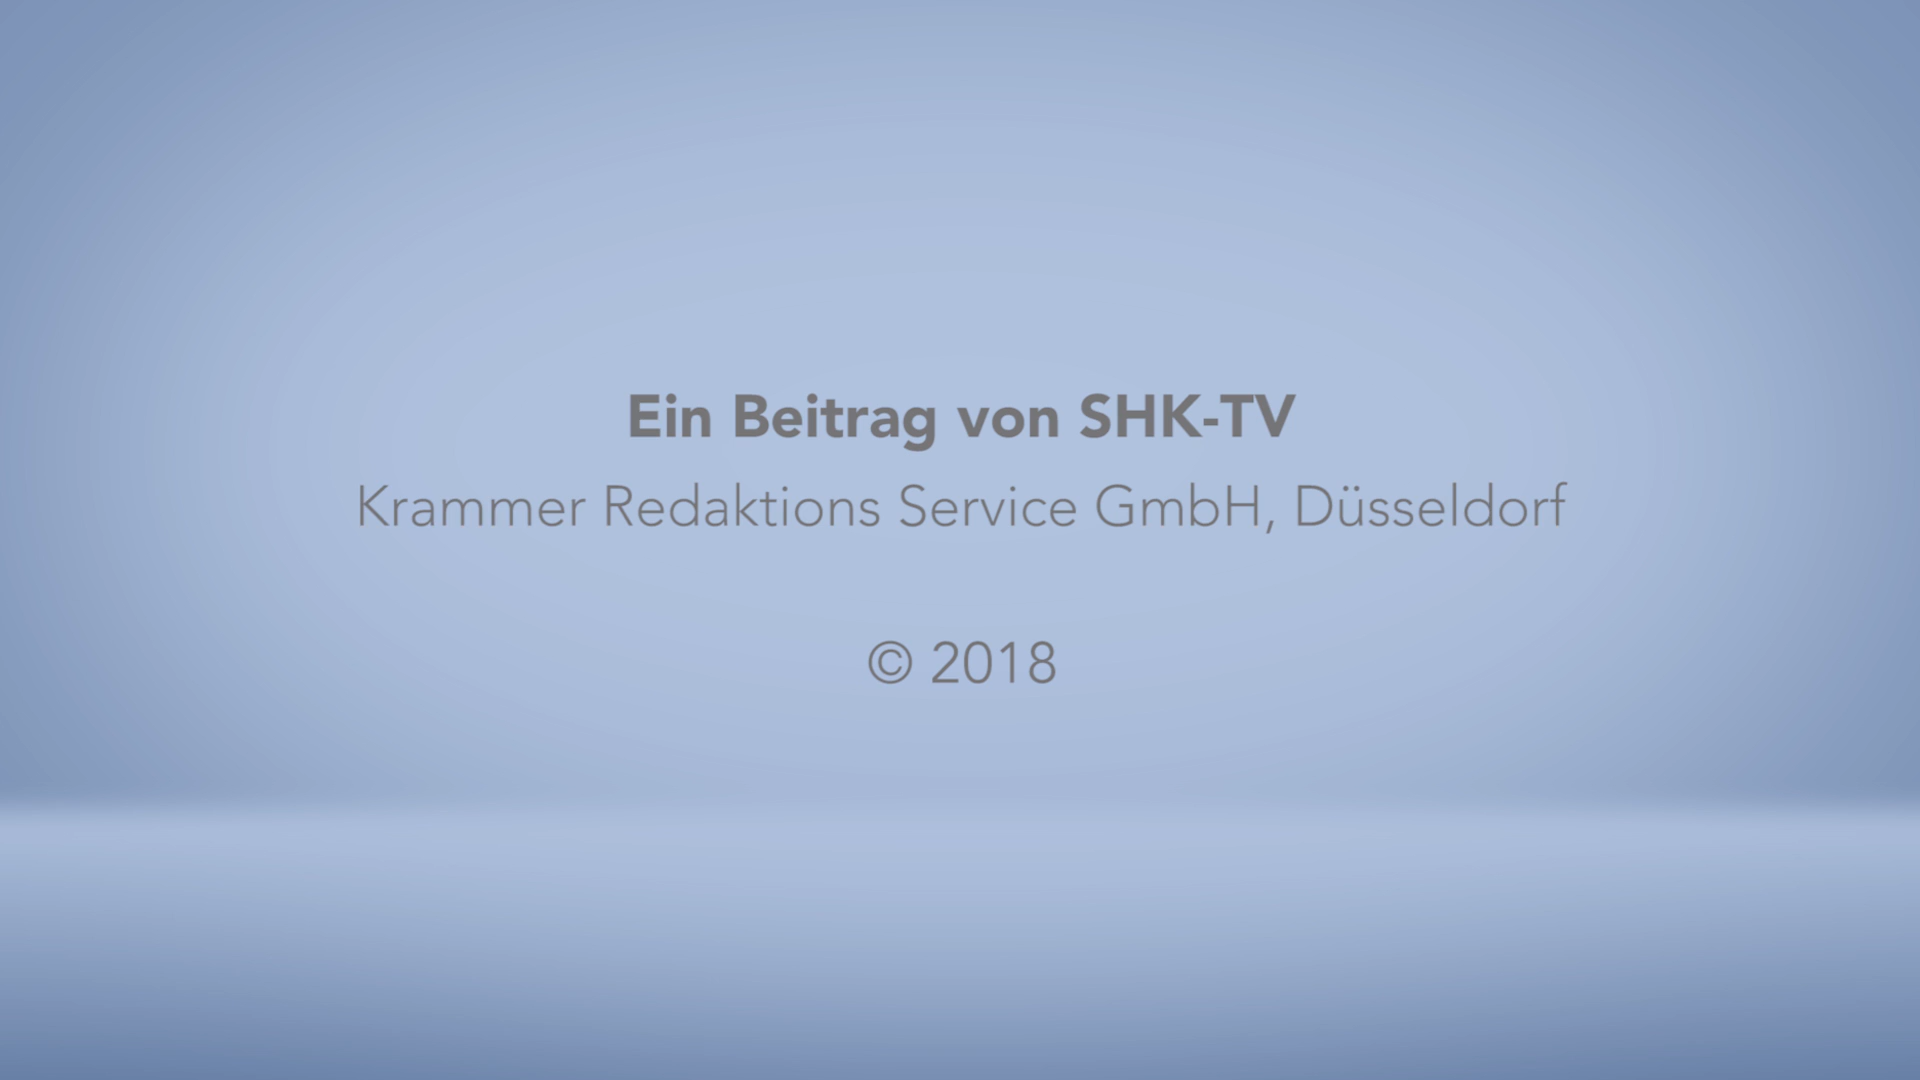 Ein Beitrag von SHK-TV
Krammer Redaktions Service GmbH, Düsseldorf
© 2018